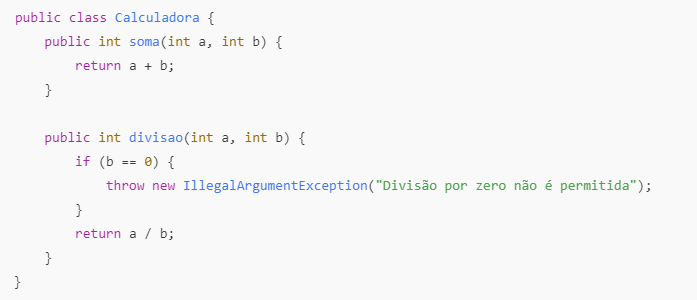 public class Calculadora {
    public int soma(int a, int b) {
        return a + b;
    }

    public int divisao(int a, int b) {
        if (b == 0) {
            throw new IllegalArgumentException("Divisão por zero não é permitida");
        }
        return a / b;
    }
}